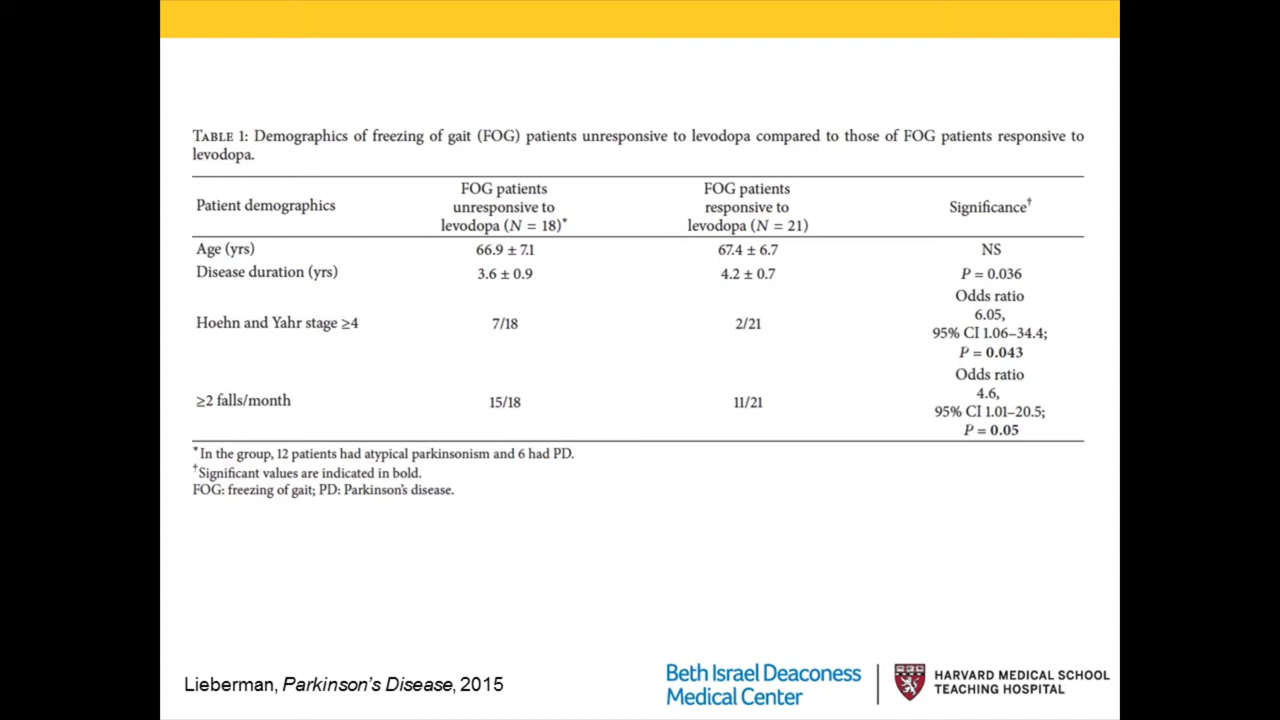 TABLE 1: Demographics of freezing of gait (FOG) patients unresponsive to levodopa compared to those of FOG patients responsive to
levodopa.
Patient demographics
FOG patients
unresponsive to
levodopa (N = 18)*
FOG patients
responsive to
levodopa (N = 21)
Significance†
Age (yrs) 66.9 ± 7.1 67.4 ± 6.7 NS
Disease duration (yrs) 3.6 ± 0.9 4.2 ± 0.7 P = 0.036
Hoehn and Yahr stage ≥4 7/18 2/21
Odds ratio
6.05,
95% CI 1.06–34.4;
P = 0.043
≥2 falls/month 15/18 11/21
Odds ratio
4.6,
95% CI 1.01–20.5;
P = 0.05
*In the group, 12 patients had atypical parkinsonism and 6 had PD.
†Significant values are indicated in bold.
FOG: freezing of gait; PD: Parkinson's disease.
Lieberman, Parkinson's Disease, 2015
Beth Israel Deaconess
Medical Center
HARVARD MEDICAL SCHOOL
TEACHING HOSPITAL